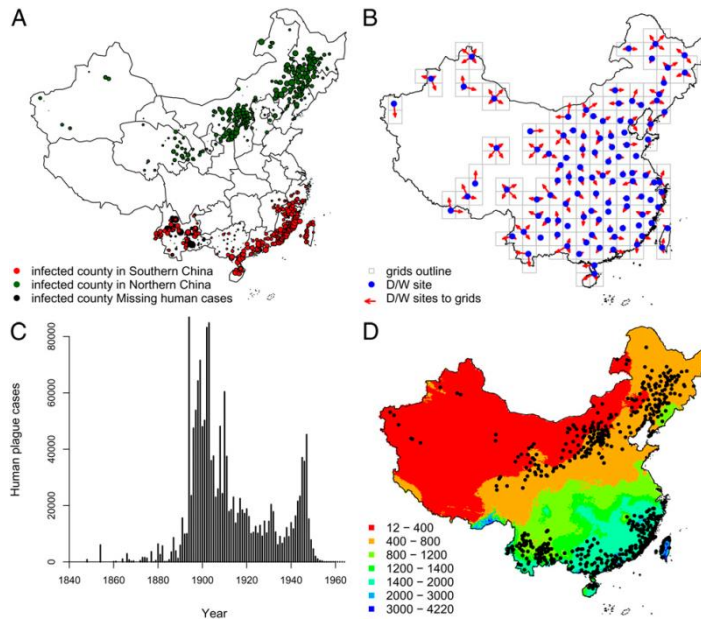 A
infected county in Southern China
infected county in Northern China
infected county Missing human cases
B
grids outline
D/W site
D/W sites to grids
C
Human plague cases
80000
60000
40000
20000
0
1840
1860
1880
1900
1920
1940
1960
Year
D
12 – 400
400 – 800
800 – 1200
1200 – 1400
1400 – 2000
2000 – 3000
3000 – 4220